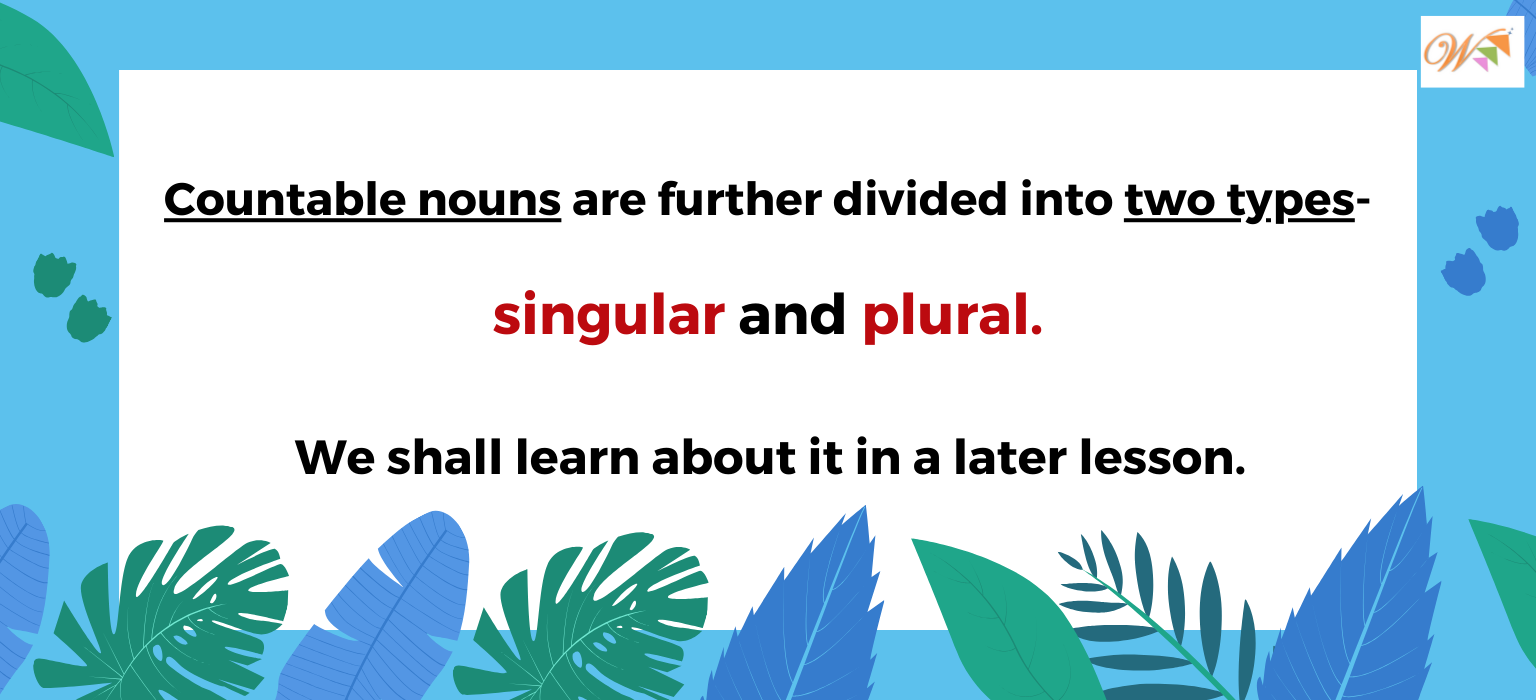 Countable nouns are further divided into two types-
singular and plural.
We shall learn about it in a later lesson.
W